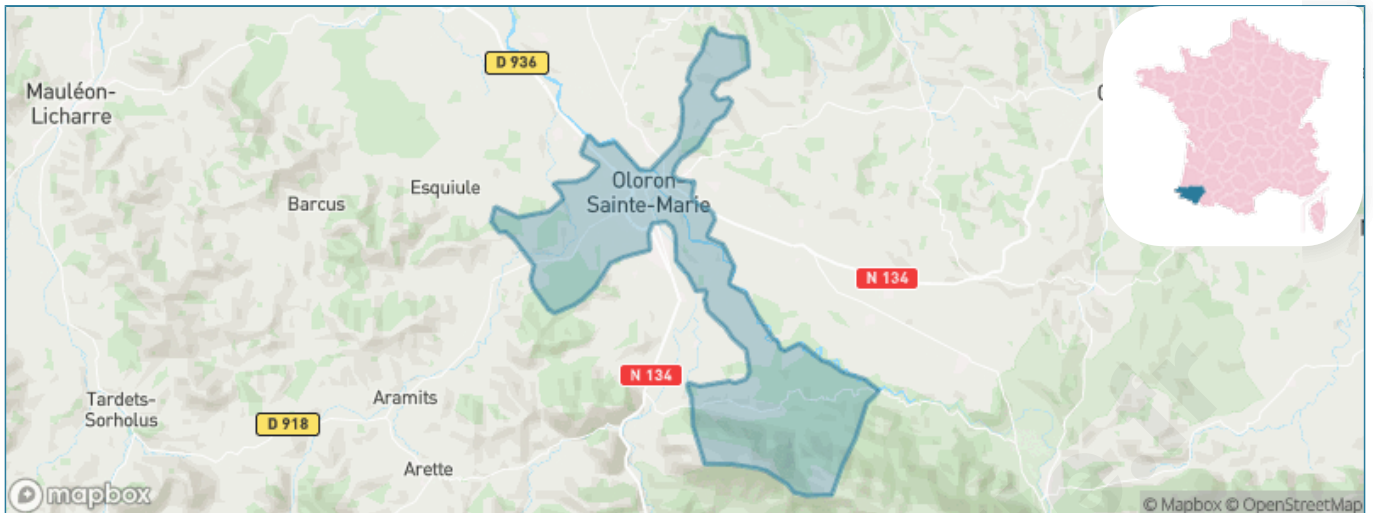 D 936
Mauléon-
Licharre
Oloron-
Sainte-Marie
Esquiule
Barcus
N 134
N 134
Tardets-
Sorholus
Aramits
D 918
Arette
mapbox
© Mapbox © OpenStreetMap